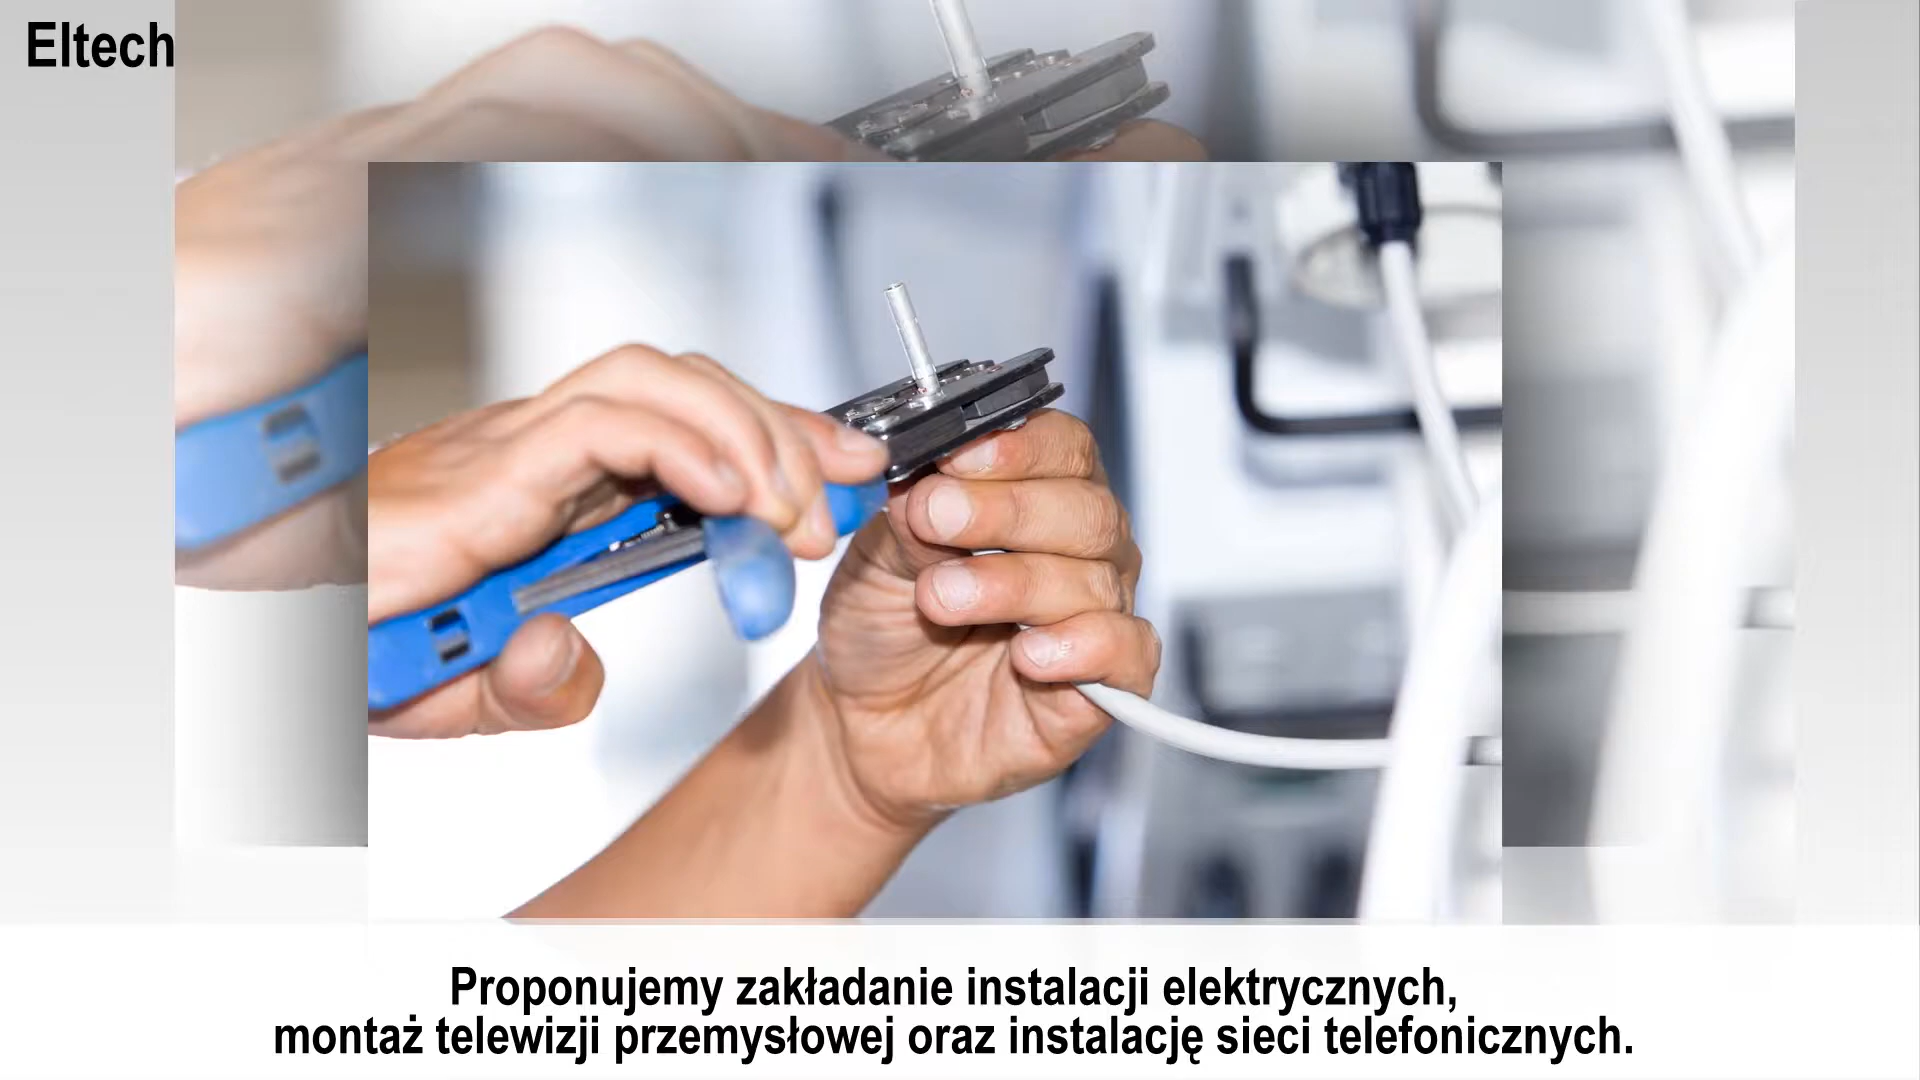 Eltech
Proponujemy zakładanie instalacji elektrycznych,
montaż telewizji przemysłowej oraz instalację sieci telefonicznych.